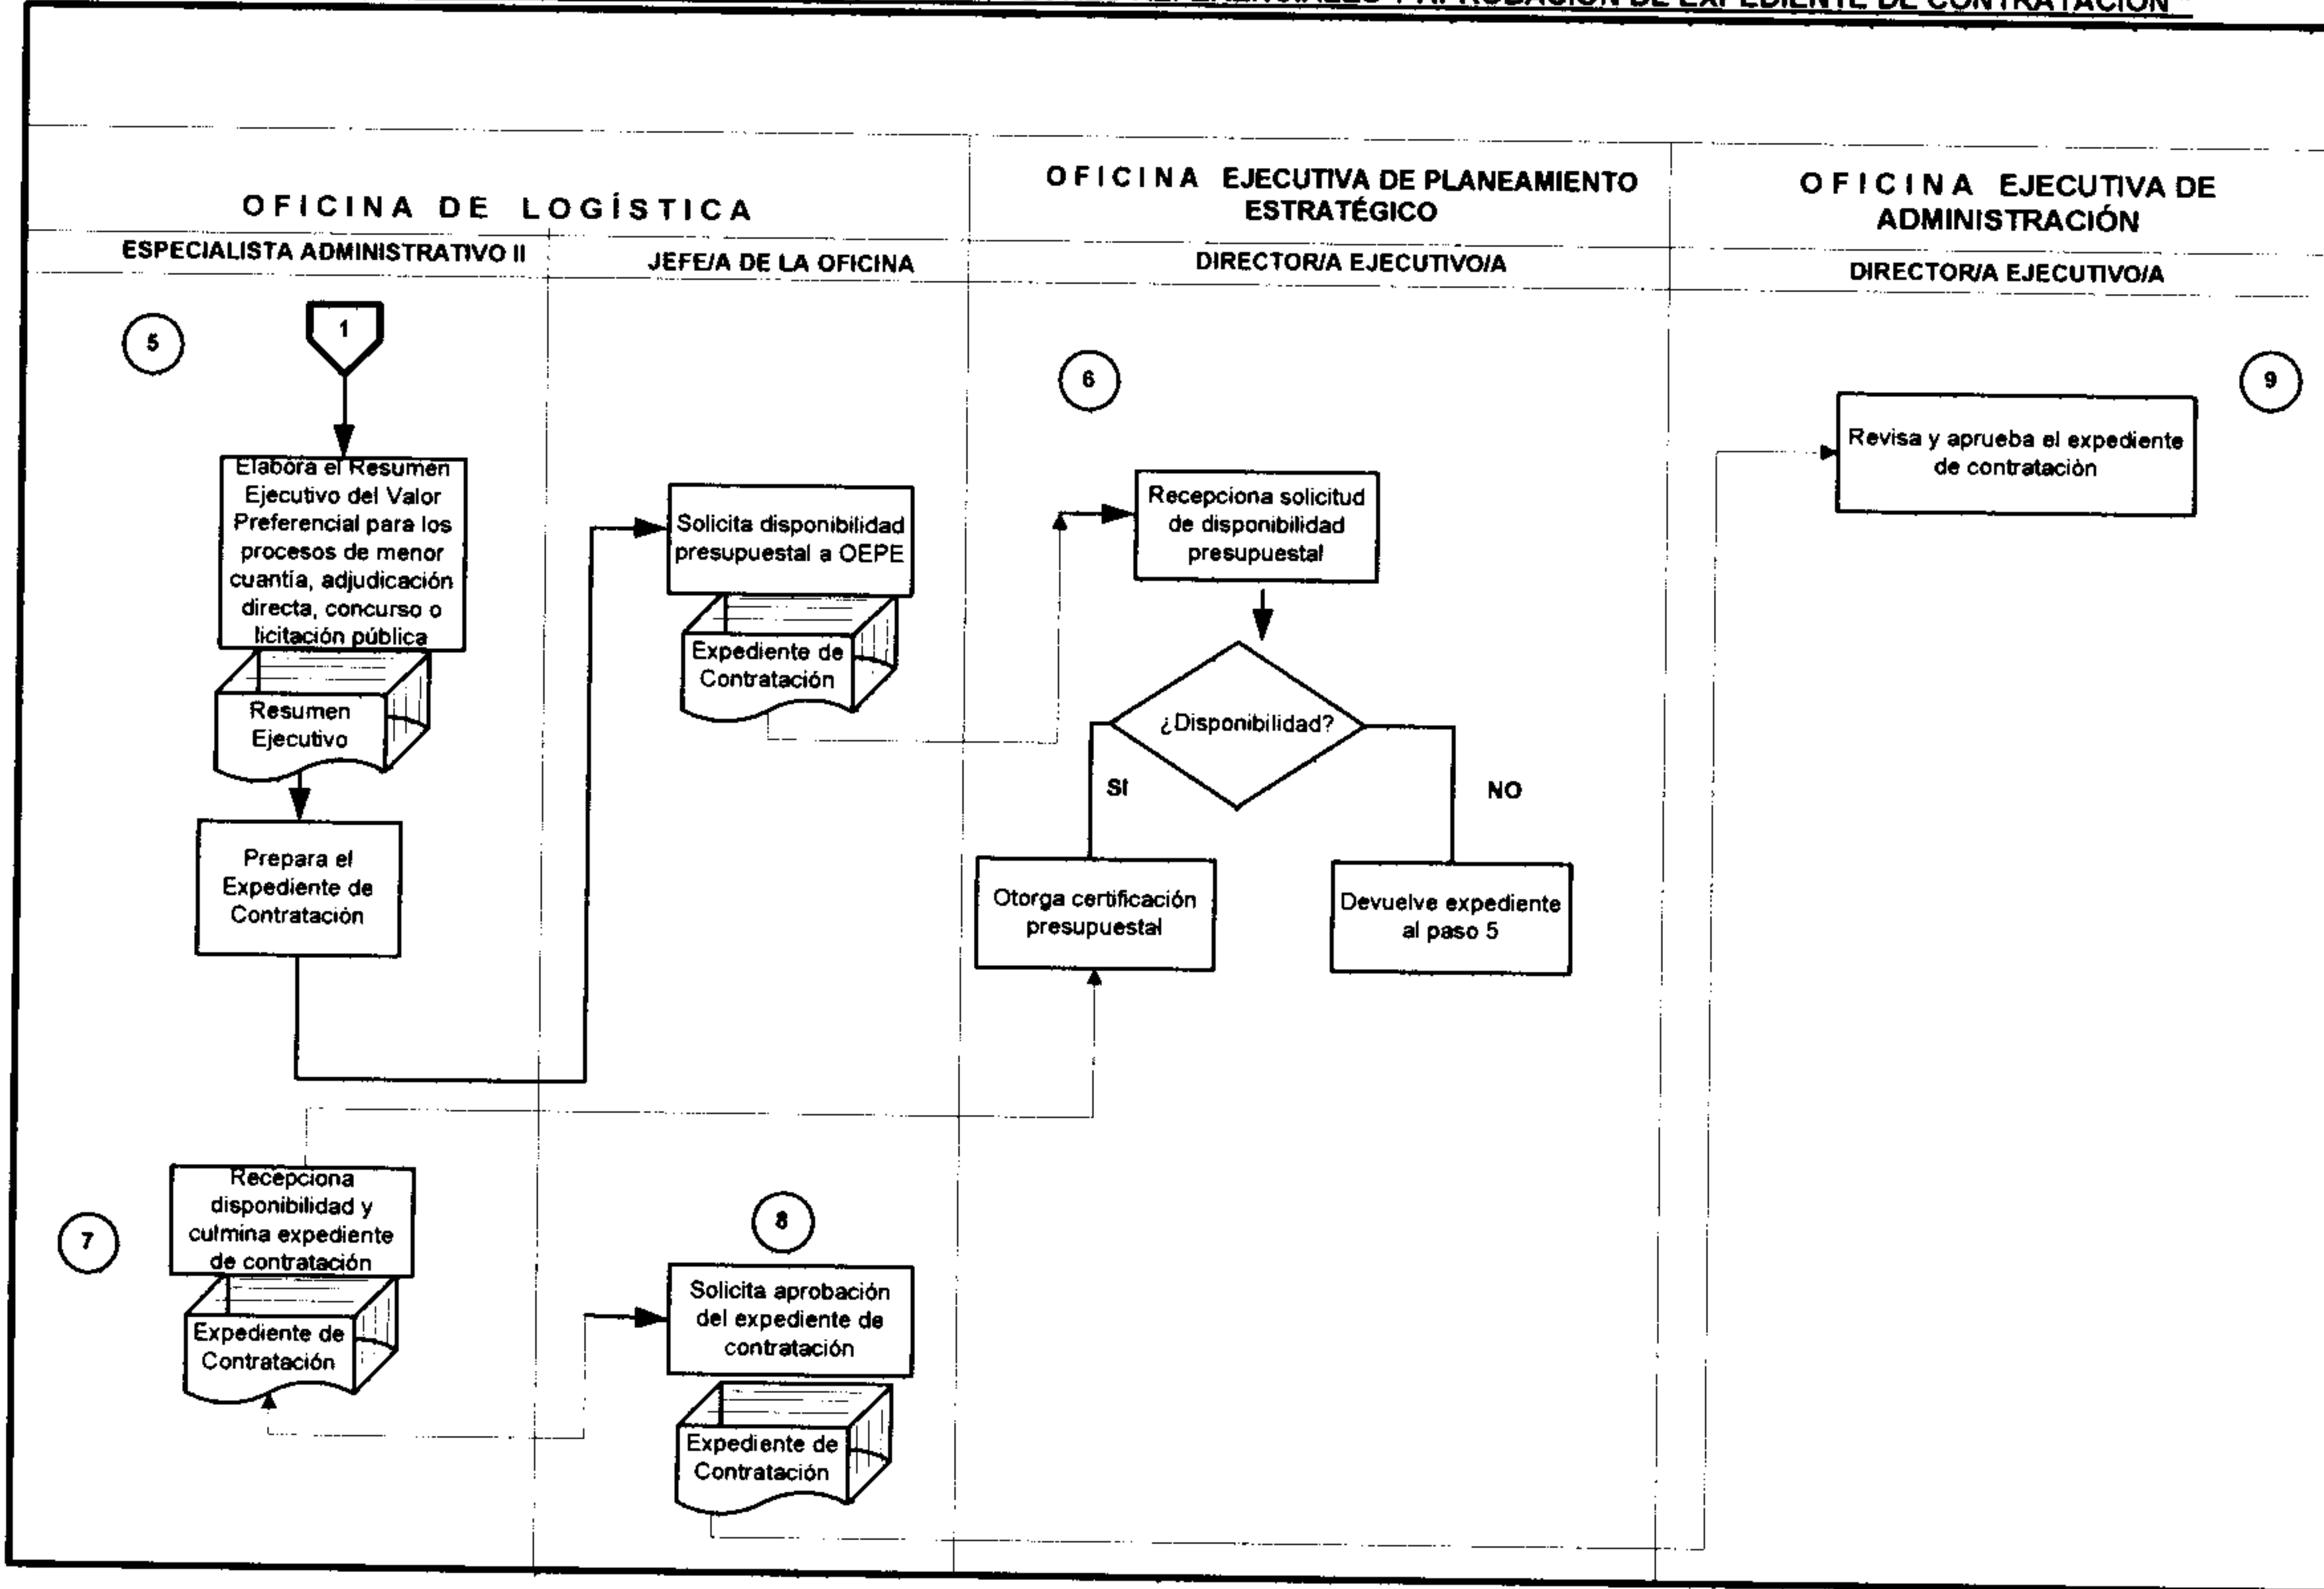 Y APROBACIÓN DE EXPEDIENTE DE CONTRATACIÓN
OFICINA DE LOGÍSTICA
OFICINA EJECUTIVA DE PLANEAMIENTO
ESTRATÉGICO
OFICINA EJECUTIVA DE
ADMINISTRACIÓN
ESPECIALISTA ADMINISTRATIVO II
JEFE/A DE LA OFICINA
DIRECTOR/A EJECUTIVO/A
DIRECTOR/A EJECUTIVO/A
5
1
Elabora el Resumen
Ejecutivo del Valor
Preferencial para los
procesos de menor
cuantía, adjudicación
directa, concurso o
licitación pública
Resumen
Ejecutivo
Prepara el
Expediente de
Contratación
Solicita disponibilidad
presupuestal a OEPE
Expediente de
Contratación
6
Recepciona solicitud
de disponibilidad
presupuestal
¿Disponibilidad?
SI
NO
Otorga certificación
presupuestal
Devuelve expediente
al paso 5
9
Revisa y aprueba el expediente
de contratación
7
Recepciona
disponibilidad y
culmina expediente
de contratación
Expediente de
Contratación
8
Solicita aprobación
del expediente de
contratación
Expediente de
Contratación